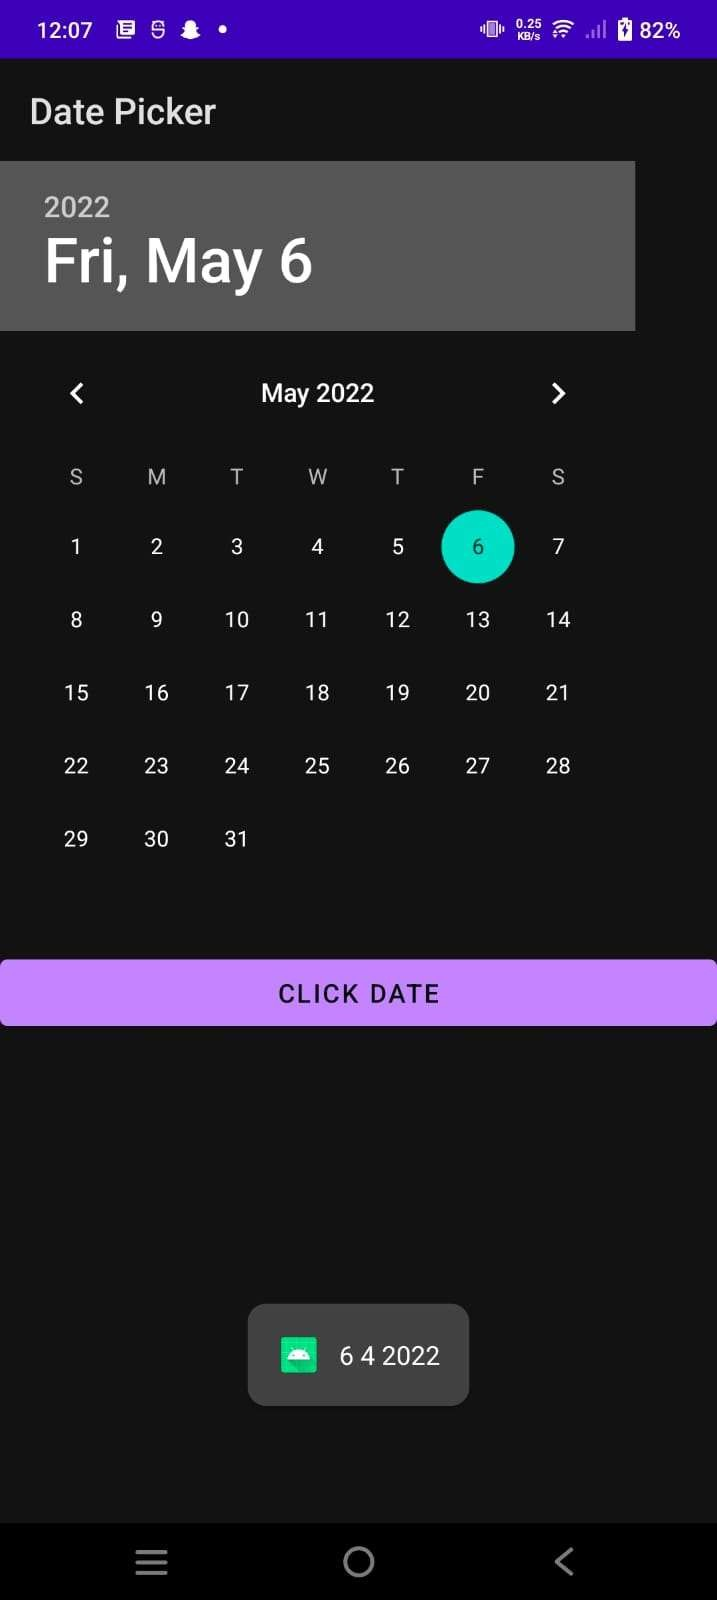 12:07 0.25 KB/s 82%
Date Picker
2022
Fri, May 6
May 2022
S M T W T F S
1 2 3 4 5 6 7
8 9 10 11 12 13 14
15 16 17 18 19 20 21
22 23 24 25 26 27 28
29 30 31
CLICK DATE
6 4 2022